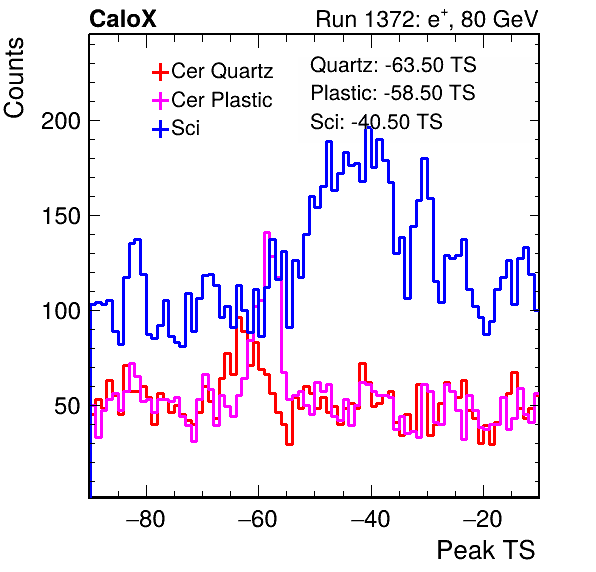 CaloX Run 1372: e⁺, 80 GeV
Counts
Cer Quartz
Cer Plastic
Sci
Quartz: -63.50 TS
Plastic: -58.50 TS
Sci: -40.50 TS
200
150
100
50
−80 −60 −40 −20
Peak TS